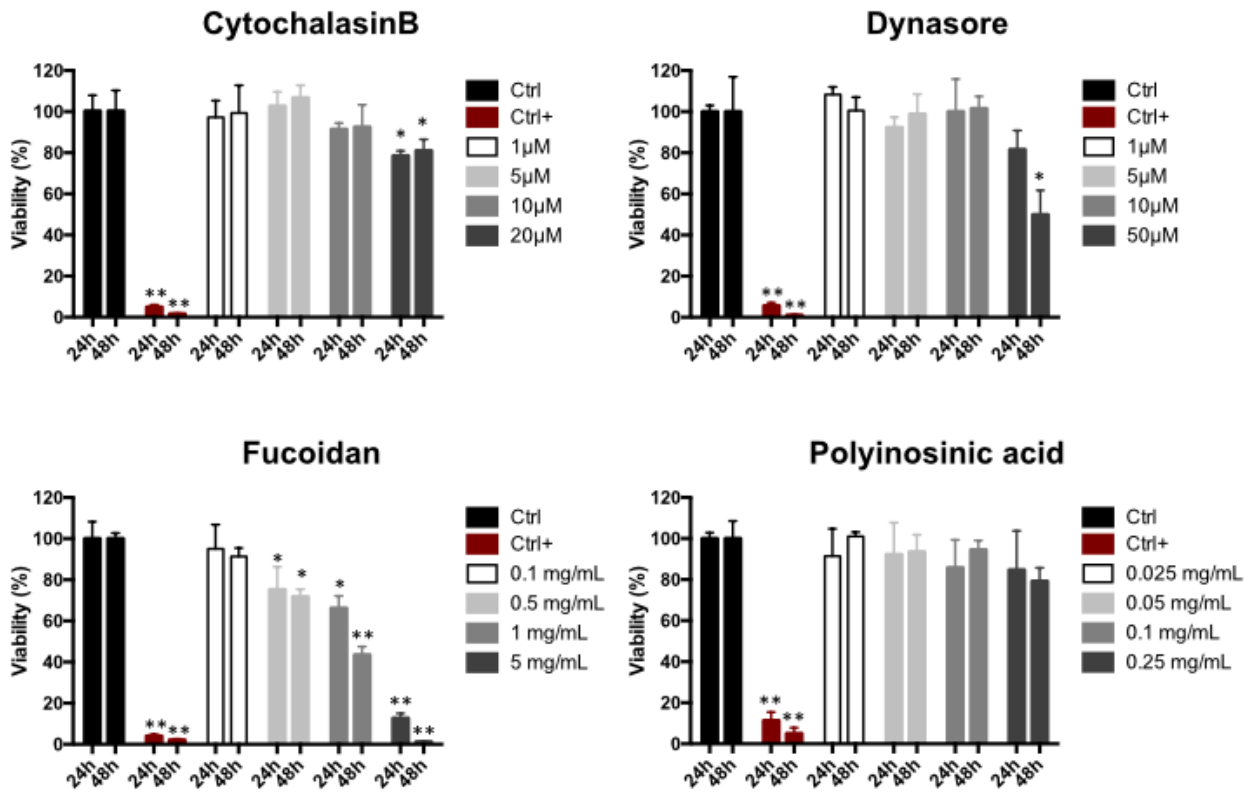 CytochalasinB
Viability (%)
120
100
80
60
40
20
0
* *
** **
24h 48h 24h 48h 24h 48h 24h 48h 24h 48h 24h 48h
Ctrl
Ctrl+
1µM
5µM
10µM
20µM
Dynasore
Viability (%)
120
100
80
60
40
20
0
*
** **
24h 48h 24h 48h 24h 48h 24h 48h 24h 48h 24h 48h
Ctrl
Ctrl+
1µM
5µM
10µM
50µM
Fucoidan
Viability (%)
120
100
80
60
40
20
0
** ** * * * ** ** **
24h 48h 24h 48h 24h 48h 24h 48h 24h 48h 24h 48h
Ctrl
Ctrl+
0.1 mg/mL
0.5 mg/mL
1 mg/mL
5 mg/mL
Polyinosinic acid
Viability (%)
120
100
80
60
40
20
0
** **
24h 48h 24h 48h 24h 48h 24h 48h 24h 48h 24h 48h
Ctrl
Ctrl+
0.025 mg/mL
0.05 mg/mL
0.1 mg/mL
0.25 mg/mL